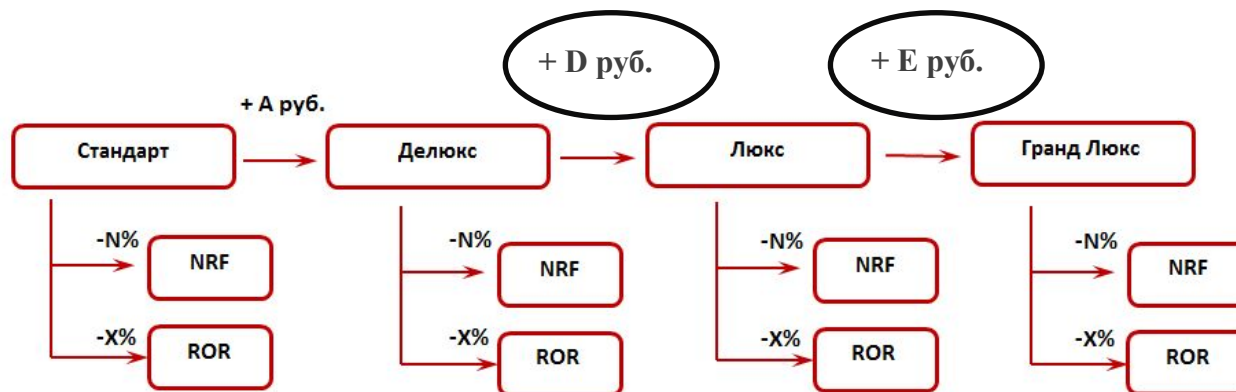 + D руб.
+ E руб.
+ А руб.
Стандарт
Делюкс
Люкс
Гранд Люкс
-N%
NRF
-N%
NRF
-N%
NRF
-N%
NRF
-X%
ROR
-X%
ROR
-X%
ROR
-X%
ROR